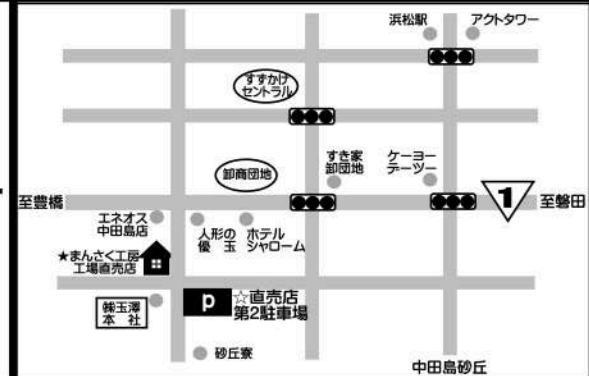 浜松駅
アクトタワー
すずかけ
セントラル
卸商団地
すき家
卸団地
ケーヨー
デーツー
至豊橋
1
至磐田
エネオス
中田島店
人形の
優玉
ホテル
シャローム
★まんさく工房
工場直売店
㈱玉澤
本社
P
☆直売店
第2駐車場
砂丘寮
中田島砂丘